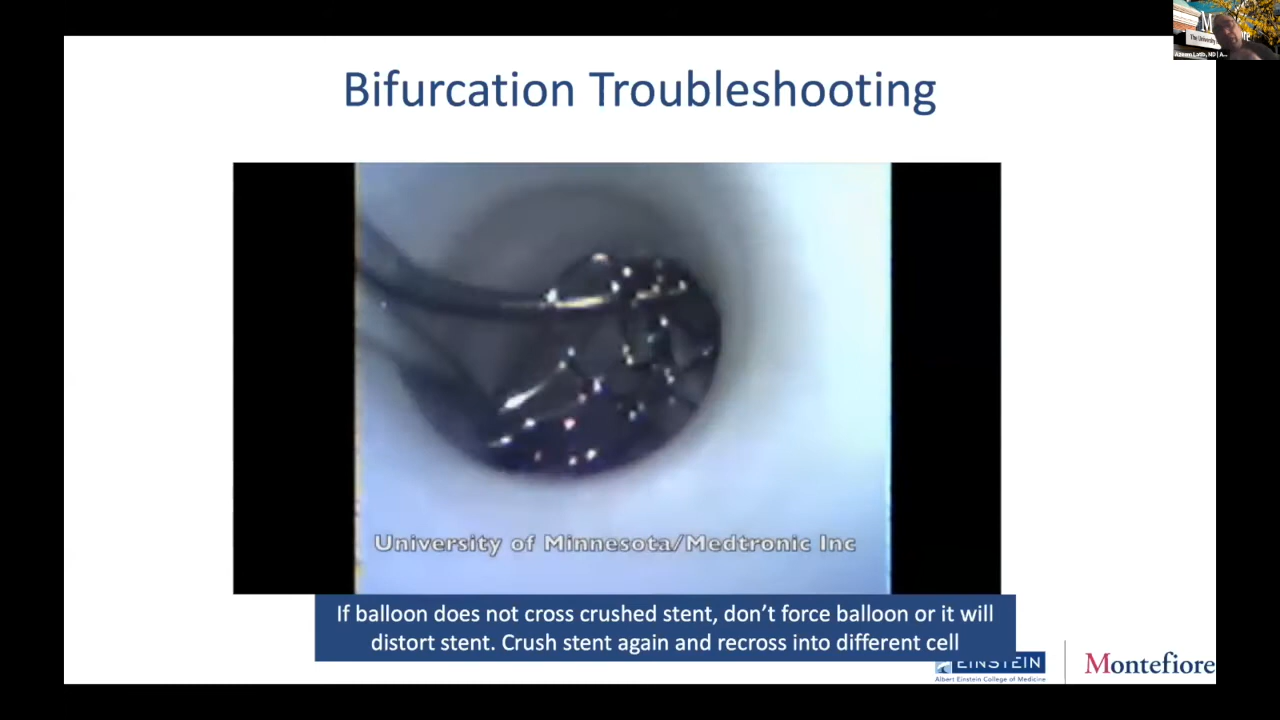 Bifurcation Troubleshooting
University of Minnesota/Medtronic Inc
If balloon does not cross crushed stent, don't force balloon or it will
distort stent. Crush stent again and recross into different cell
EINSTEIN
Albert Einstein College of Medicine
Montefiore